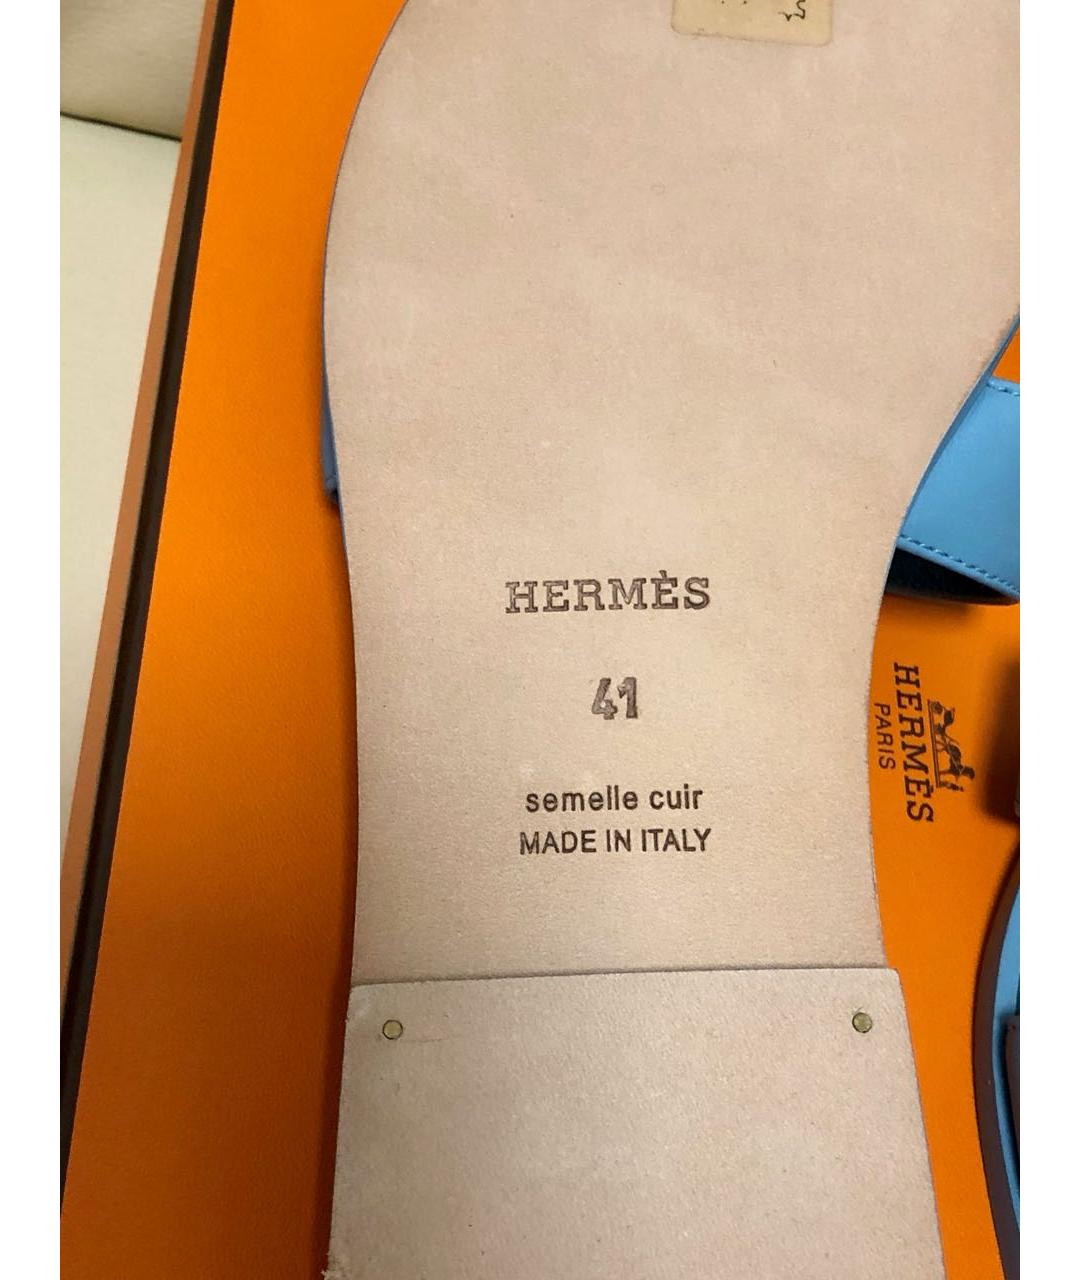 HERMÈS
41
semelle cuir
MADE IN ITALY
HERMÈS
PARIS